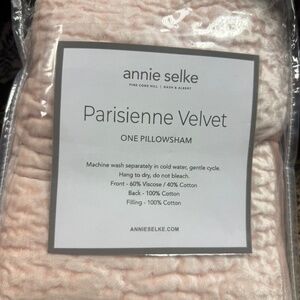 annie selke
PINE CONE HILL | DASH & ALBERT
Parisienne Velvet
ONE PILLOWSHAM
Machine wash separately in cold water, gentle cycle.
Hang to dry, do not bleach.
Front - 60% Viscose / 40% Cotton
Back - 100% Cotton
Filling - 100% Cotton
ANNIESELKE.COM